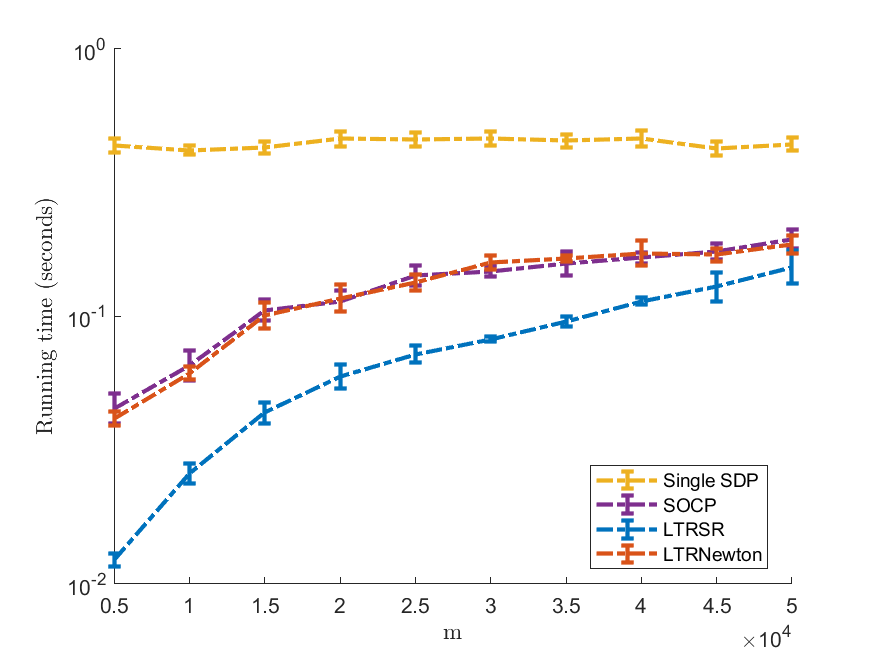 10^0
10^-1
10^-2
Running time (seconds)
Single SDP
SOCP
LTRSR
LTRNewton
0.5 1 1.5 2 2.5 3 3.5 4 4.5 5
m
×10^4